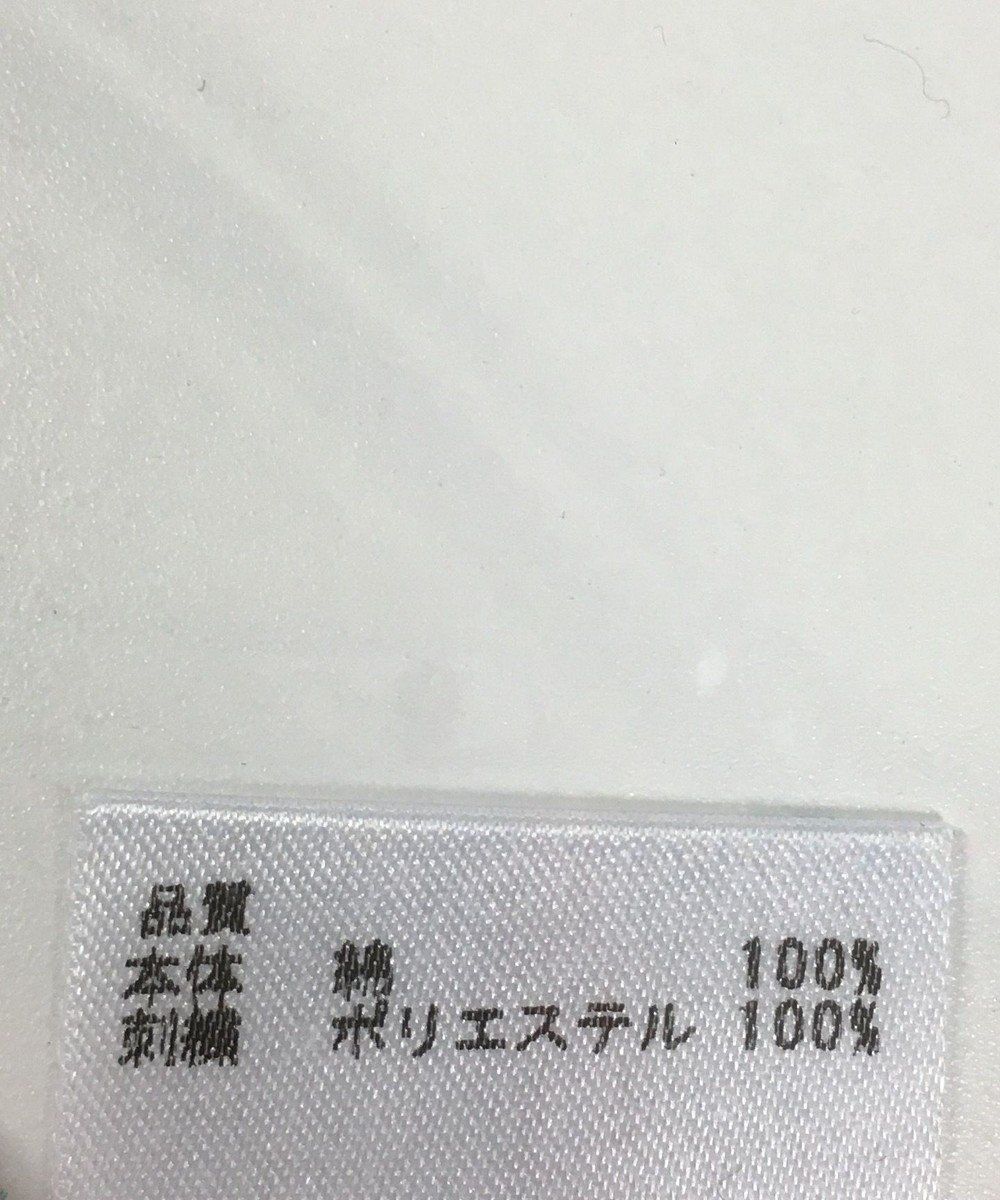 品質
本体 綿 100%
刺繍 ポリエステル 100%